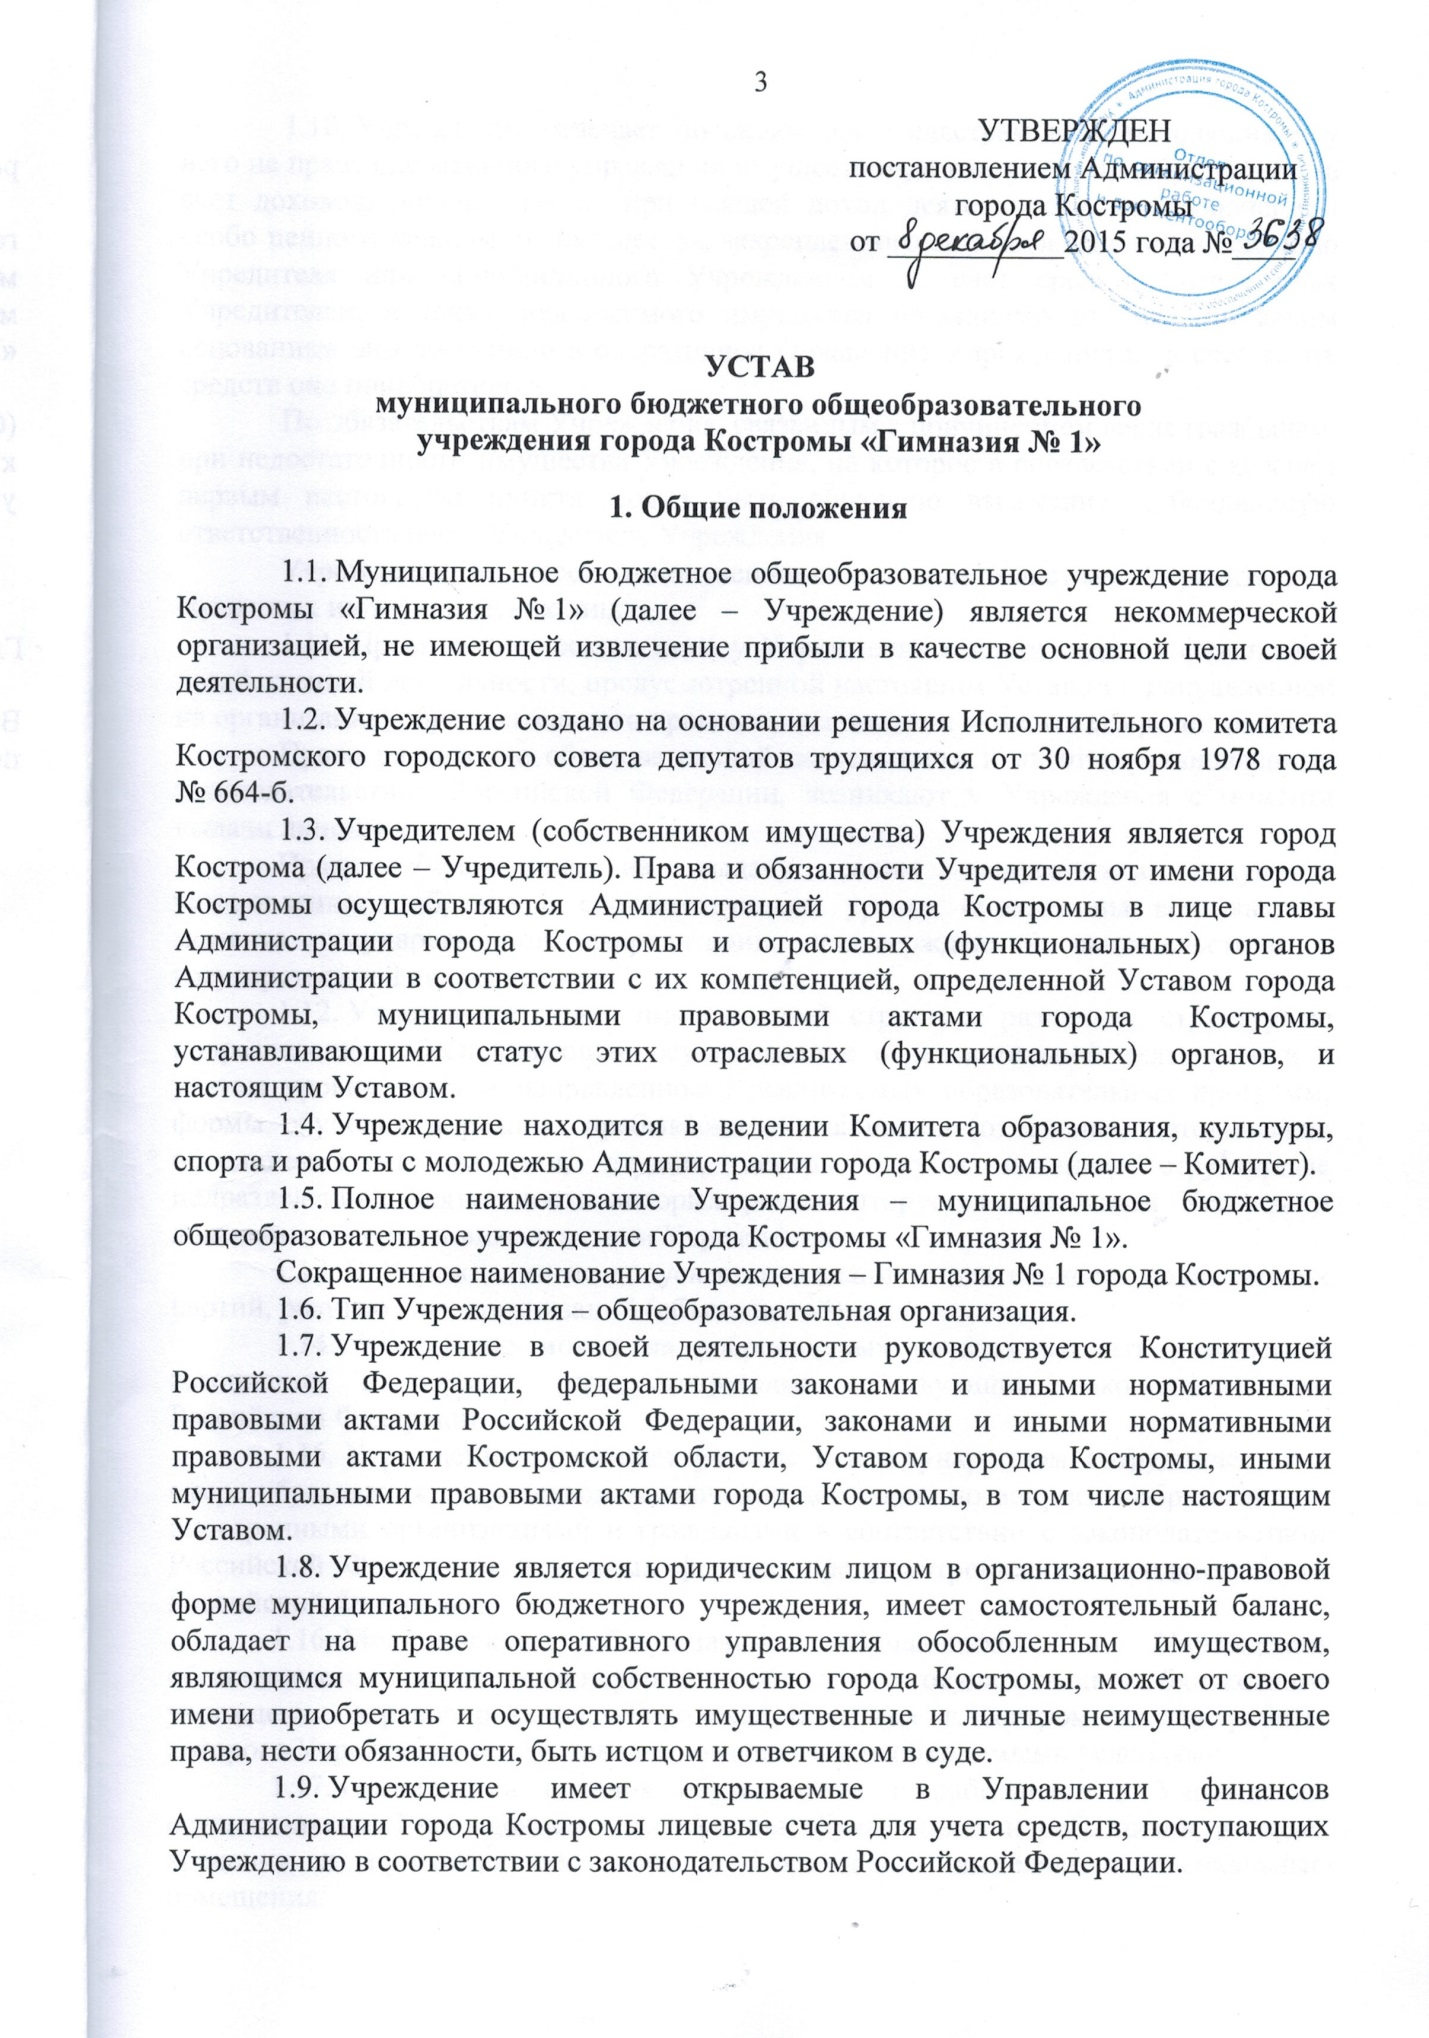 3
УТВЕРЖДЕН
постановлением Администрации
города Костромы
от 8 декабря 2015 года № 3638
Отдел
по организационной
работе
и документообороту
УСТАВ
муниципального бюджетного общеобразовательного
учреждения города Костромы «Гимназия № 1»
1. Общие положения
1.1. Муниципальное бюджетное общеобразовательное учреждение города
Костромы «Гимназия № 1» (далее – Учреждение) является некоммерческой
организацией, не имеющей извлечение прибыли в качестве основной цели своей
деятельности.
1.2. Учреждение создано на основании решения Исполнительного комитета
Костромского городского совета депутатов трудящихся от 30 ноября 1978 года
№ 664-б.
1.3. Учредителем (собственником имущества) Учреждения является город
Кострома (далее – Учредитель). Права и обязанности Учредителя от имени города
Костромы осуществляются Администрацией города Костромы в лице главы
Администрации города Костромы и отраслевых (функциональных) органов
Администрации в соответствии с их компетенцией, определенной Уставом города
Костромы, муниципальными правовыми актами города Костромы,
устанавливающими статус этих отраслевых (функциональных) органов, и
настоящим Уставом.
1.4. Учреждение находится в ведении Комитета образования, культуры,
спорта и работы с молодежью Администрации города Костромы (далее – Комитет).
1.5. Полное наименование Учреждения – муниципальное бюджетное
общеобразовательное учреждение города Костромы «Гимназия № 1».
Сокращенное наименование Учреждения – Гимназия № 1 города Костромы.
1.6. Тип Учреждения – общеобразовательная организация.
1.7. Учреждение в своей деятельности руководствуется Конституцией
Российской Федерации, федеральными законами и иными нормативными
правовыми актами Российской Федерации, законами и иными нормативными
правовыми актами Костромской области, Уставом города Костромы, иными
муниципальными правовыми актами города Костромы, в том числе настоящим
Уставом.
1.8. Учреждение является юридическим лицом в организационно-правовой
форме муниципального бюджетного учреждения, имеет самостоятельный баланс,
обладает на праве оперативного управления обособленным имуществом,
являющимся муниципальной собственностью города Костромы, может от своего
имени приобретать и осуществлять имущественные и личные неимущественные
права, нести обязанности, быть истцом и ответчиком в суде.
1.9. Учреждение имеет открываемые в Управлении финансов
Администрации города Костромы лицевые счета для учета средств, поступающих
Учреждению в соответствии с законодательством Российской Федерации.